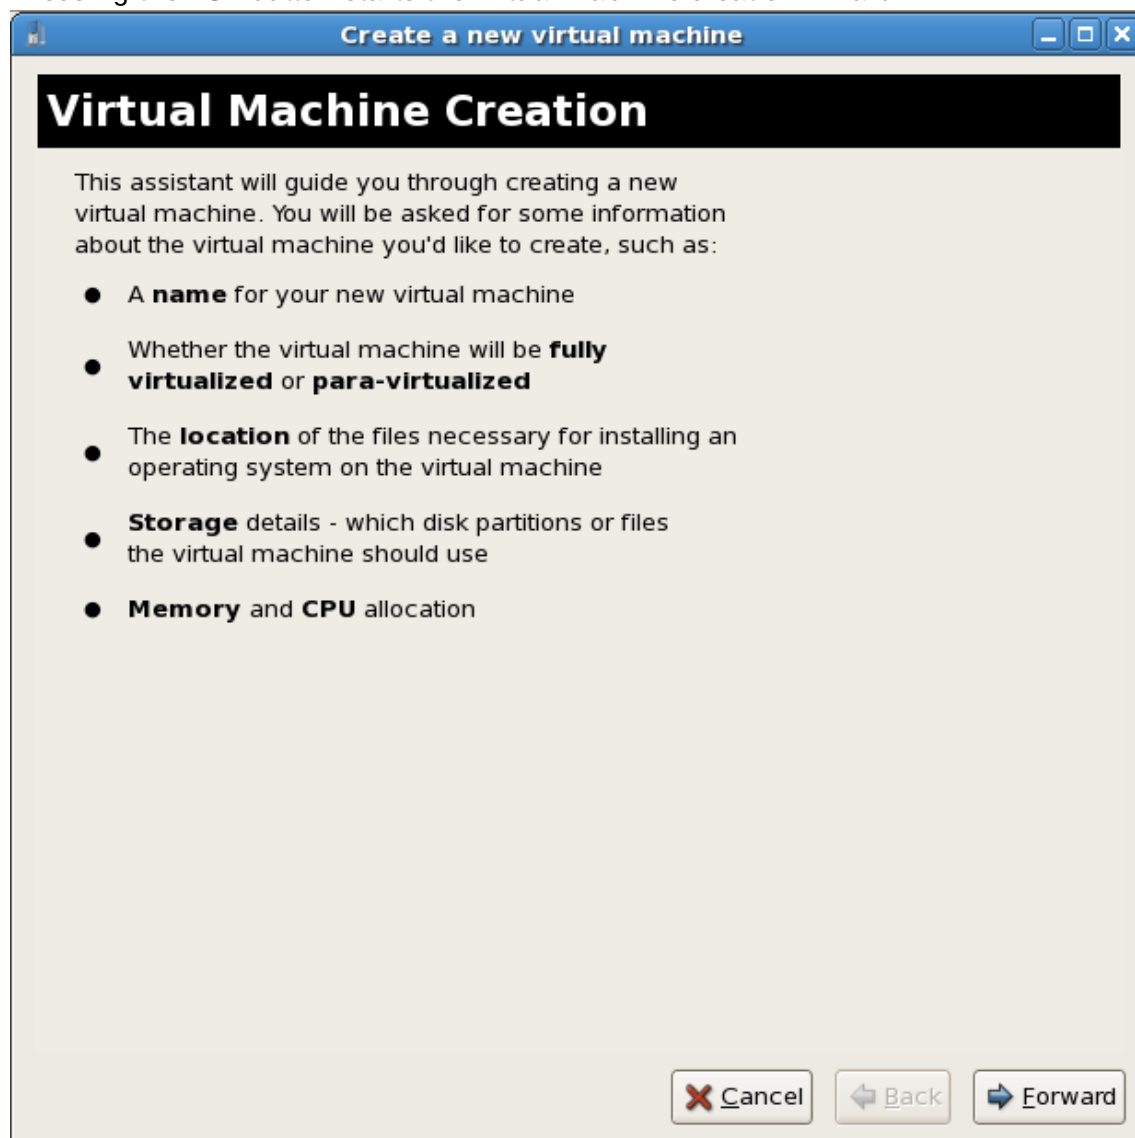 Create a new virtual machine
Virtual Machine Creation
This assistant will guide you through creating a new
virtual machine. You will be asked for some information
about the virtual machine you'd like to create, such as:
● A name for your new virtual machine
● Whether the virtual machine will be fully
virtualized or para-virtualized
● The location of the files necessary for installing an
operating system on the virtual machine
● Storage details - which disk partitions or files
the virtual machine should use
● Memory and CPU allocation
Cancel Back Forward